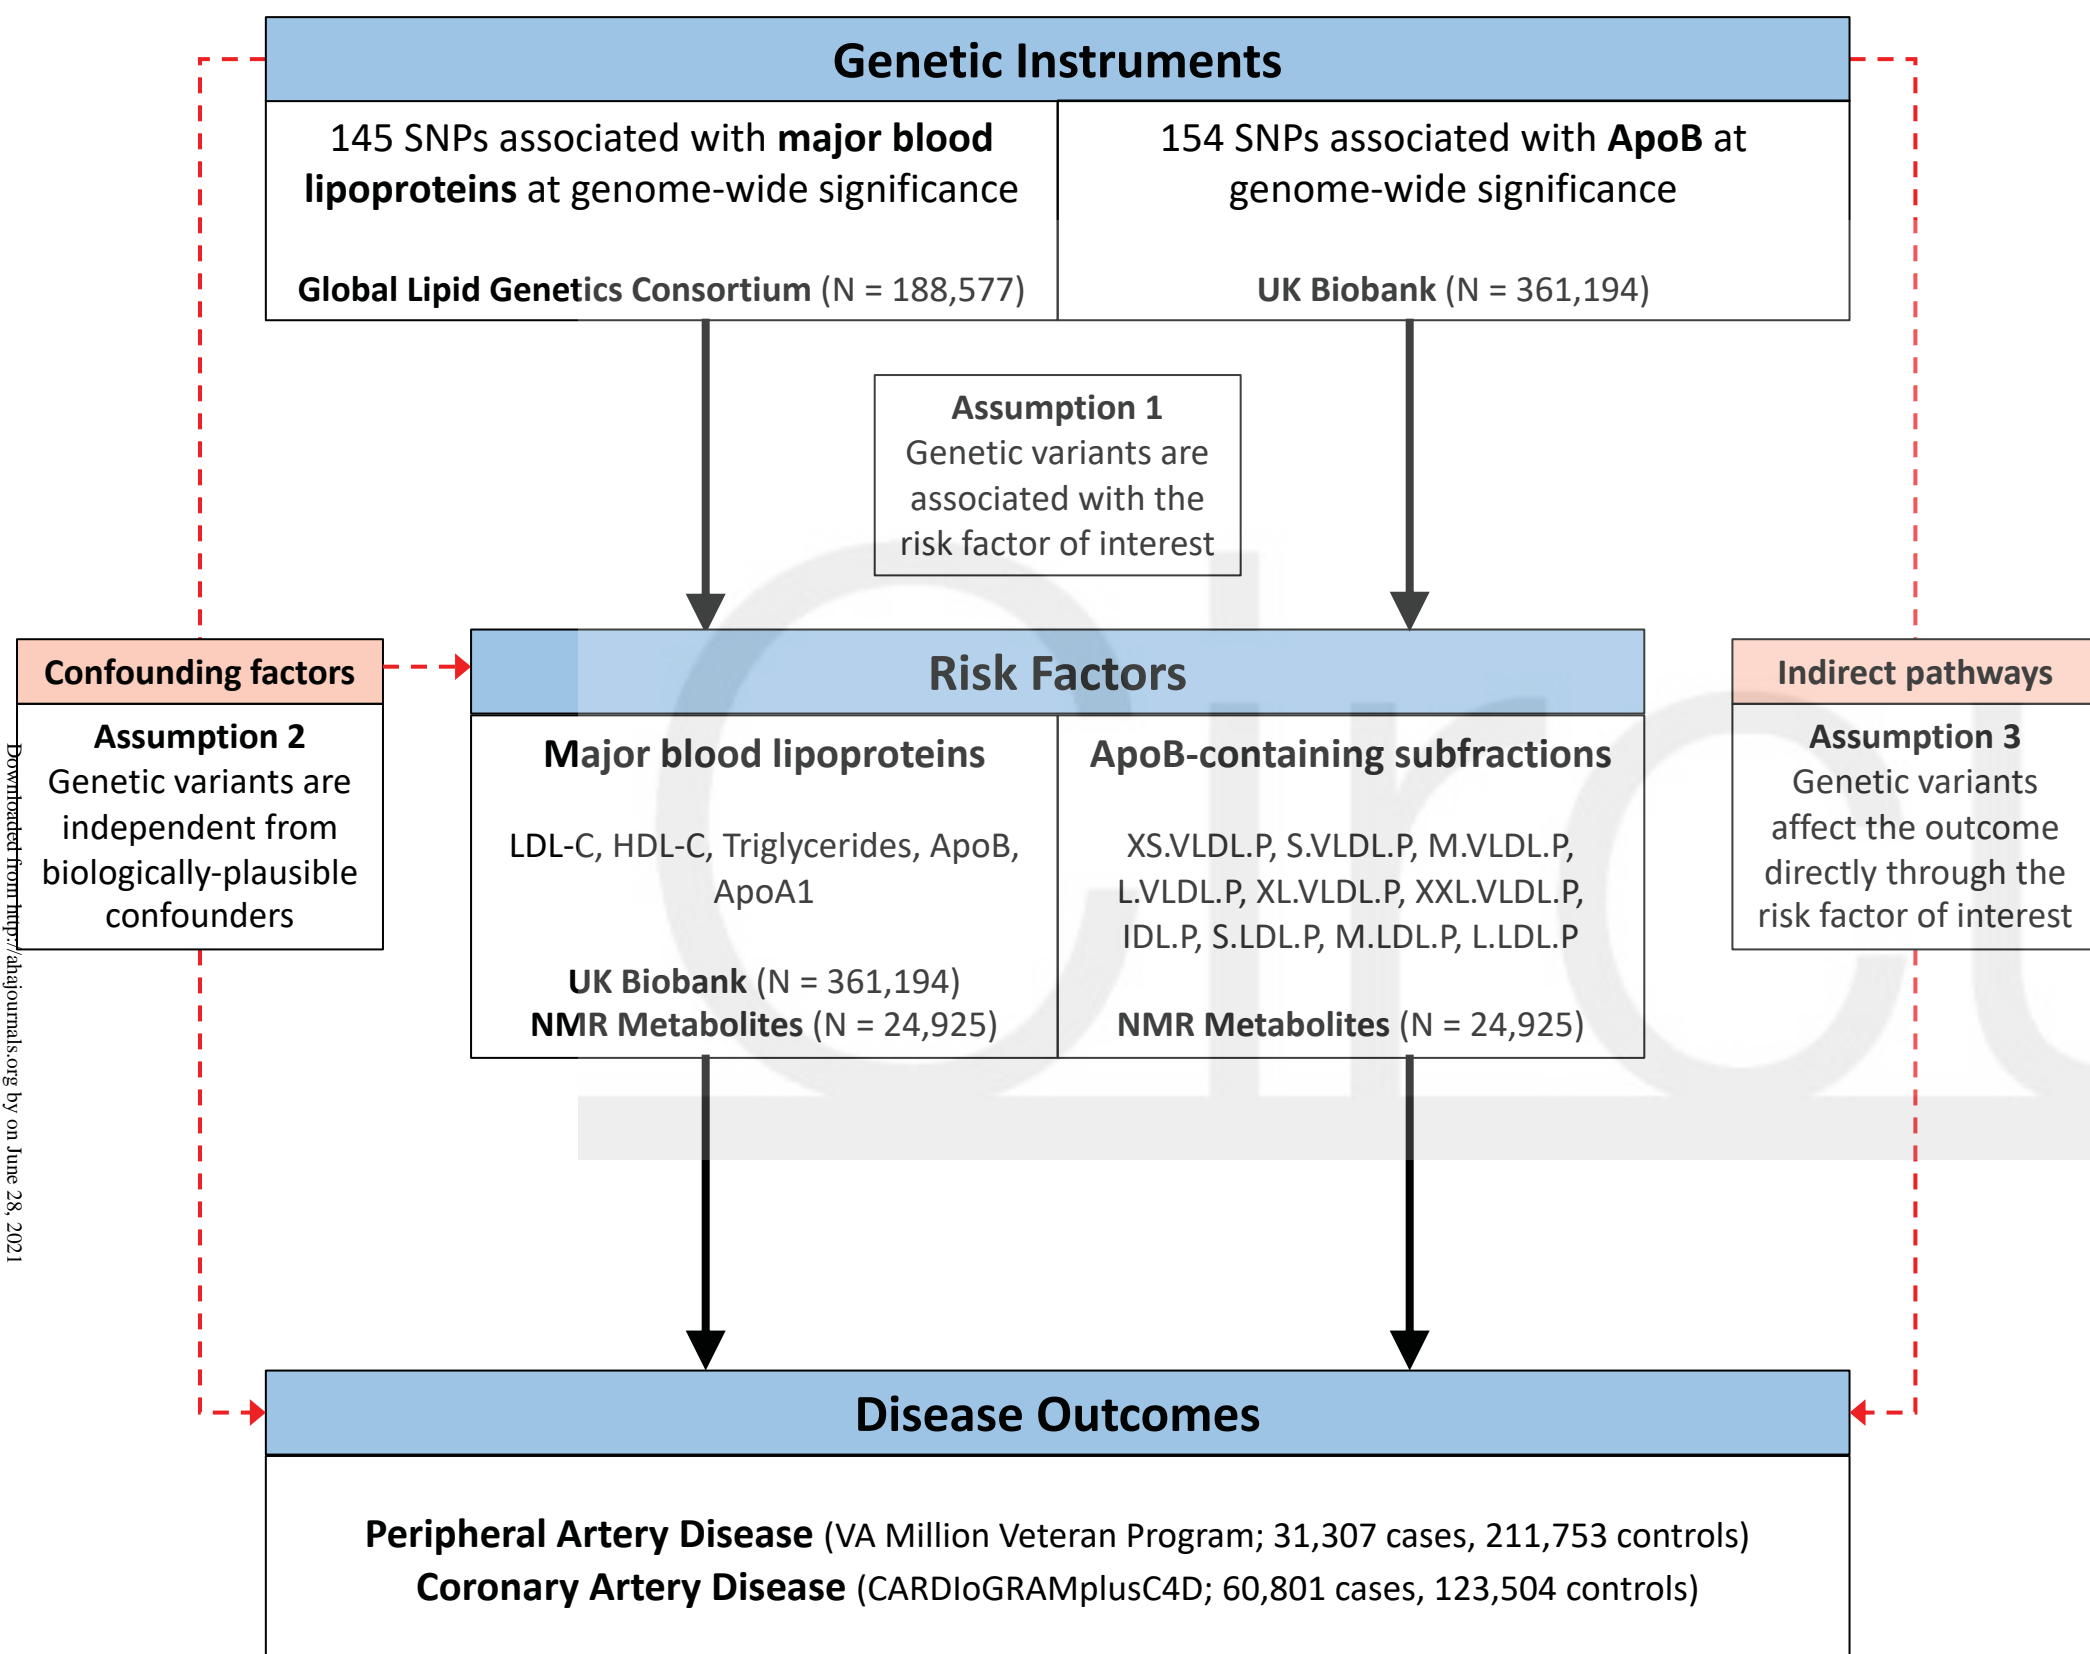 Genetic Instruments
145 SNPs associated with major blood
lipoproteins at genome-wide significance
Global Lipid Genetics Consortium (N = 188,577)
154 SNPs associated with ApoB at
genome-wide significance
UK Biobank (N = 361,194)
Assumption 1
Genetic variants are
associated with the
risk factor of interest
Confounding factors
Assumption 2
Genetic variants are
independent from
biologically-plausible
confounders
Risk Factors
Major blood lipoproteins
LDL-C, HDL-C, Triglycerides, ApoB,
ApoA1
UK Biobank (N = 361,194)
NMR Metabolites (N = 24,925)
ApoB-containing subfractions
XS.VLDL.P, S.VLDL.P, M.VLDL.P,
L.VLDL.P, XL.VLDL.P, XXL.VLDL.P,
IDL.P, S.LDL.P, M.LDL.P, L.LDL.P
NMR Metabolites (N = 24,925)
Indirect pathways
Assumption 3
Genetic variants
affect the outcome
directly through the
risk factor of interest
Disease Outcomes
Peripheral Artery Disease (VA Million Veteran Program; 31,307 cases, 211,753 controls)
Coronary Artery Disease (CARDIoGRAMplusC4D; 60,801 cases, 123,504 controls)
Downloaded from http://ahajournals.org by on June 28, 2021